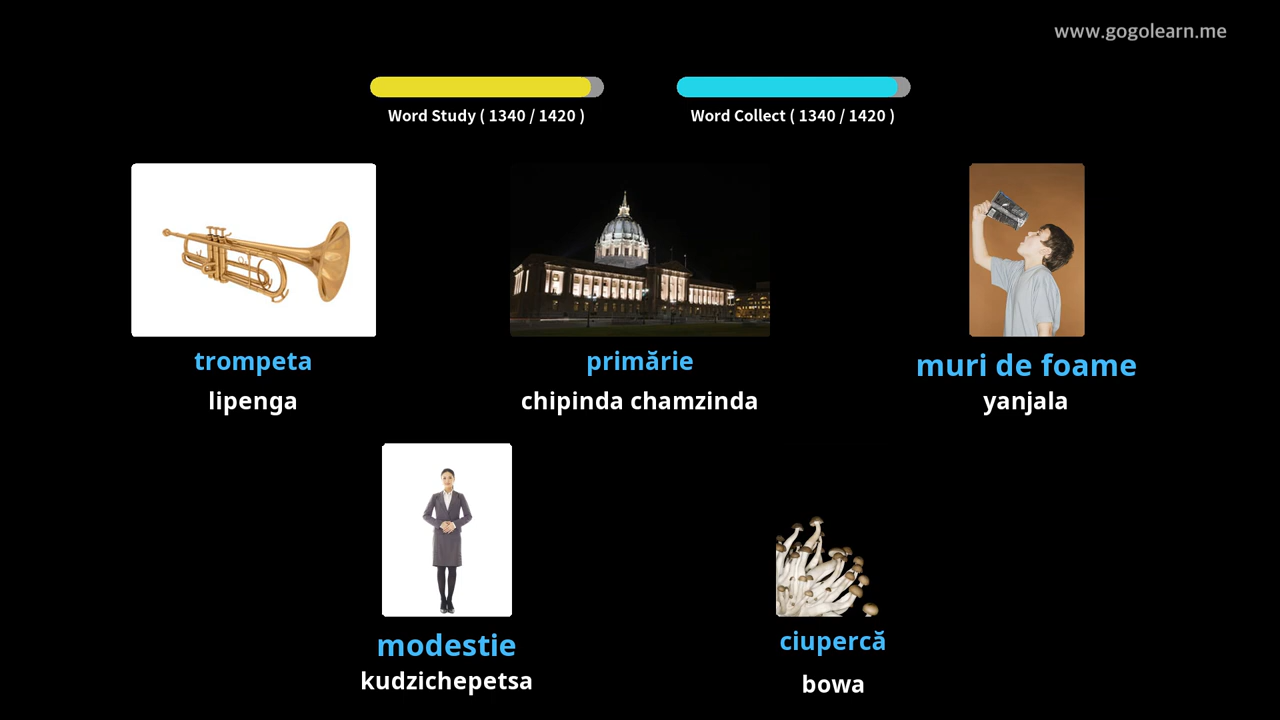 www.gogolearn.me
Word Study ( 1340 / 1420 )
Word Collect ( 1340 / 1420 )
trompeta
lipenga
primărie
chipinda chamzinda
muri de foame
yanjala
modestie
kudzichepetsa
ciupercă
bowa